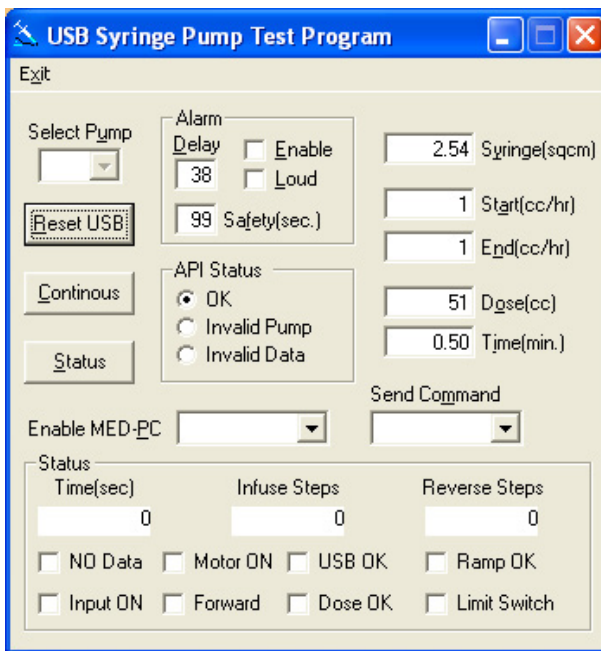 USB Syringe Pump Test Program
Exit
Select Pump
Alarm
Delay
Enable
38
Loud
99 Safety(sec.)
2.54 Syringe(sqcm)
1 Start(cc/hr)
1 End(cc/hr)
51 Dose(cc)
0.50 Time(min.)
Reset USB
Continous
Status
API Status
OK
Invalid Pump
Invalid Data
Send Command
Enable MED-PC
Status
Time(sec) Infuse Steps Reverse Steps
0 0 0
NO Data Motor ON USB OK Ramp OK
Input ON Forward Dose OK Limit Switch